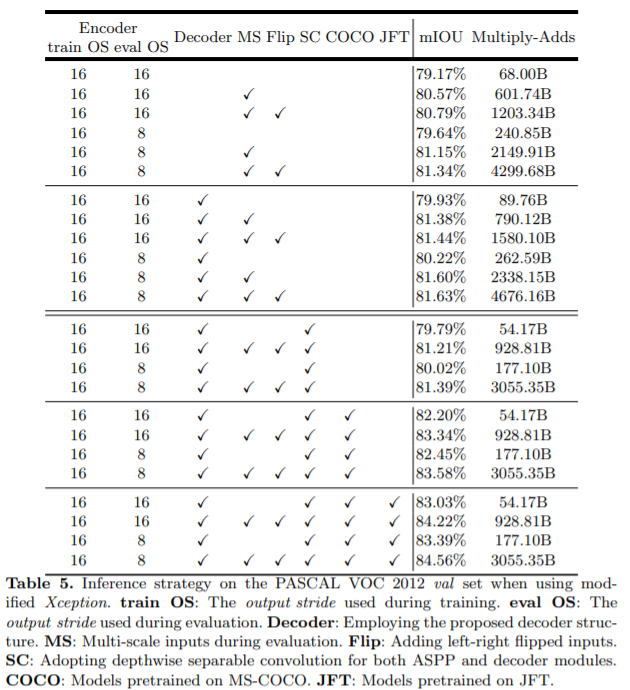 Encoder
train OS eval OS Decoder MS Flip SC COCO JFT mIOU Multiply-Adds
16 16 79.17% 68.00B
16 16 ✓ 80.57% 601.74B
16 16 ✓ ✓ 80.79% 1203.34B
16 8 79.64% 240.85B
16 8 ✓ 81.15% 2149.91B
16 8 ✓ ✓ 81.34% 4299.68B
16 16 ✓ 79.93% 89.76B
16 16 ✓ ✓ 81.38% 790.12B
16 16 ✓ ✓ ✓ 81.44% 1580.10B
16 8 ✓ 80.22% 262.59B
16 8 ✓ ✓ 81.60% 2338.15B
16 8 ✓ ✓ ✓ 81.63% 4676.16B
16 16 ✓ ✓ 79.79% 54.17B
16 16 ✓ ✓ ✓ ✓ 81.21% 928.81B
16 8 ✓ ✓ 80.02% 177.10B
16 8 ✓ ✓ ✓ ✓ 81.39% 3055.35B
16 16 ✓ ✓ ✓ 82.20% 54.17B
16 16 ✓ ✓ ✓ ✓ ✓ 83.34% 928.81B
16 8 ✓ ✓ ✓ 82.45% 177.10B
16 8 ✓ ✓ ✓ ✓ ✓ 83.58% 3055.35B
16 16 ✓ ✓ ✓ ✓ 83.03% 54.17B
16 16 ✓ ✓ ✓ ✓ ✓ ✓ 84.22% 928.81B
16 8 ✓ ✓ ✓ ✓ 83.39% 177.10B
16 8 ✓ ✓ ✓ ✓ ✓ ✓ 84.56% 3055.35B
Table 5. Inference strategy on the PASCAL VOC 2012 val set when using mod-
ified Xception. train OS: The output stride used during training. eval OS: The
output stride used during evaluation. Decoder: Employing the proposed decoder struc-
ture. MS: Multi-scale inputs during evaluation. Flip: Adding left-right flipped inputs.
SC: Adopting depthwise separable convolution for both ASPP and decoder modules.
COCO: Models pretrained on MS-COCO. JFT: Models pretrained on JFT.